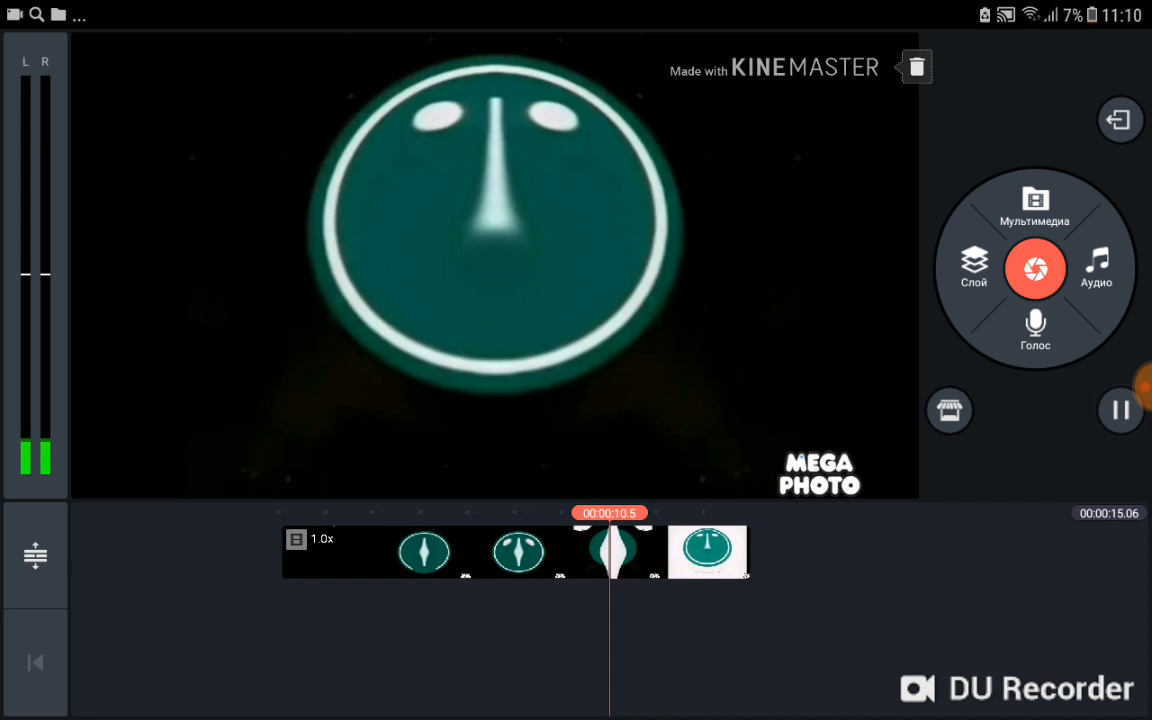 ...
7% 11:10
L R
Made with KINEMASTER
Мультимедиа
Слой
Аудио
Голос
MEGA
PHOTO
00:00:10.5
00:00:15.06
1.0x
DU Recorder